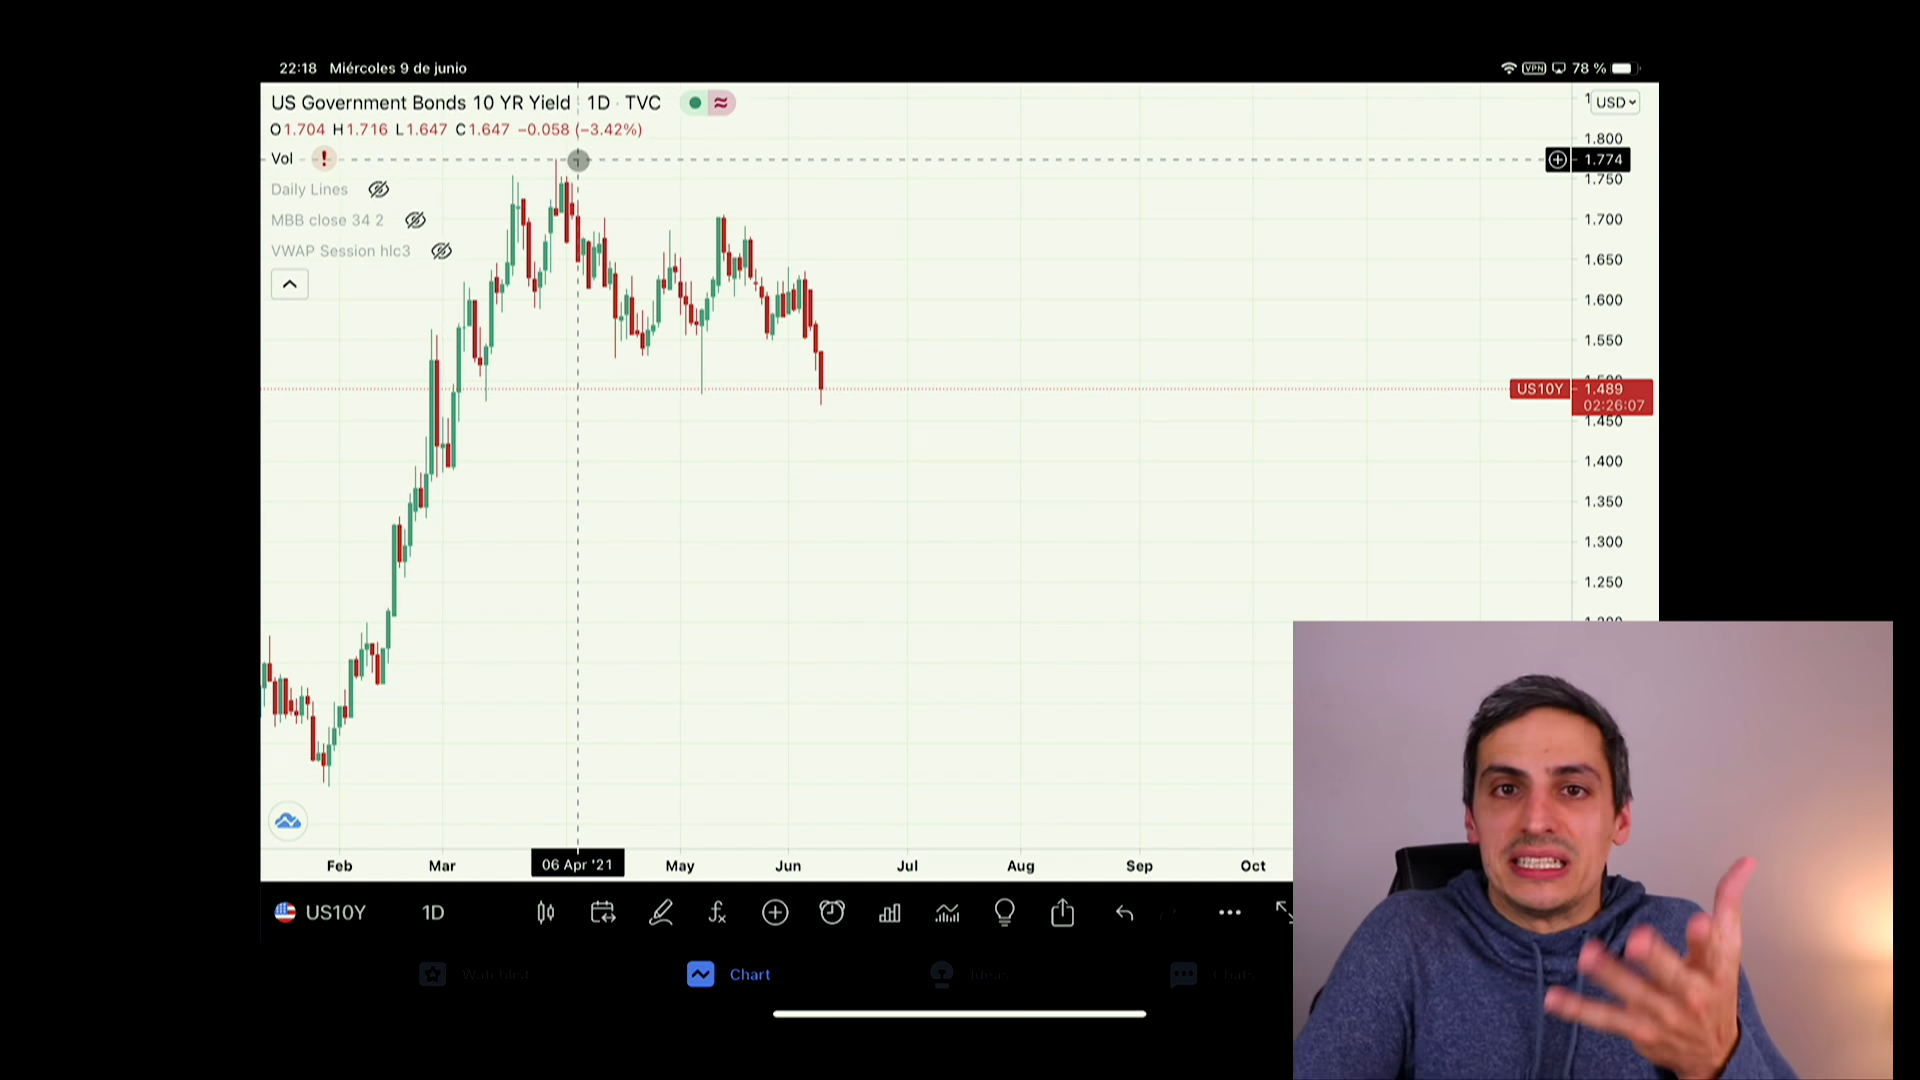 22:18 Miércoles 9 de junio
VPN 78 %
US Government Bonds 10 YR Yield · 1D · TVC
USD
O1.704 H1.716 L1.647 C1.647 −0.058 (−3.42%)
1.800
Vol
1.774
1.750
Daily Lines
MBB close 34 2
1.700
VWAP Session hlc3
1.650
1.600
1.550
US10Y 1.489
02:26:07
1.450
1.400
1.350
1.300
1.250
Feb Mar 06 Apr '21 May Jun Jul Aug Sep Oct
US10Y 1D
Watchlist Chart Ideas